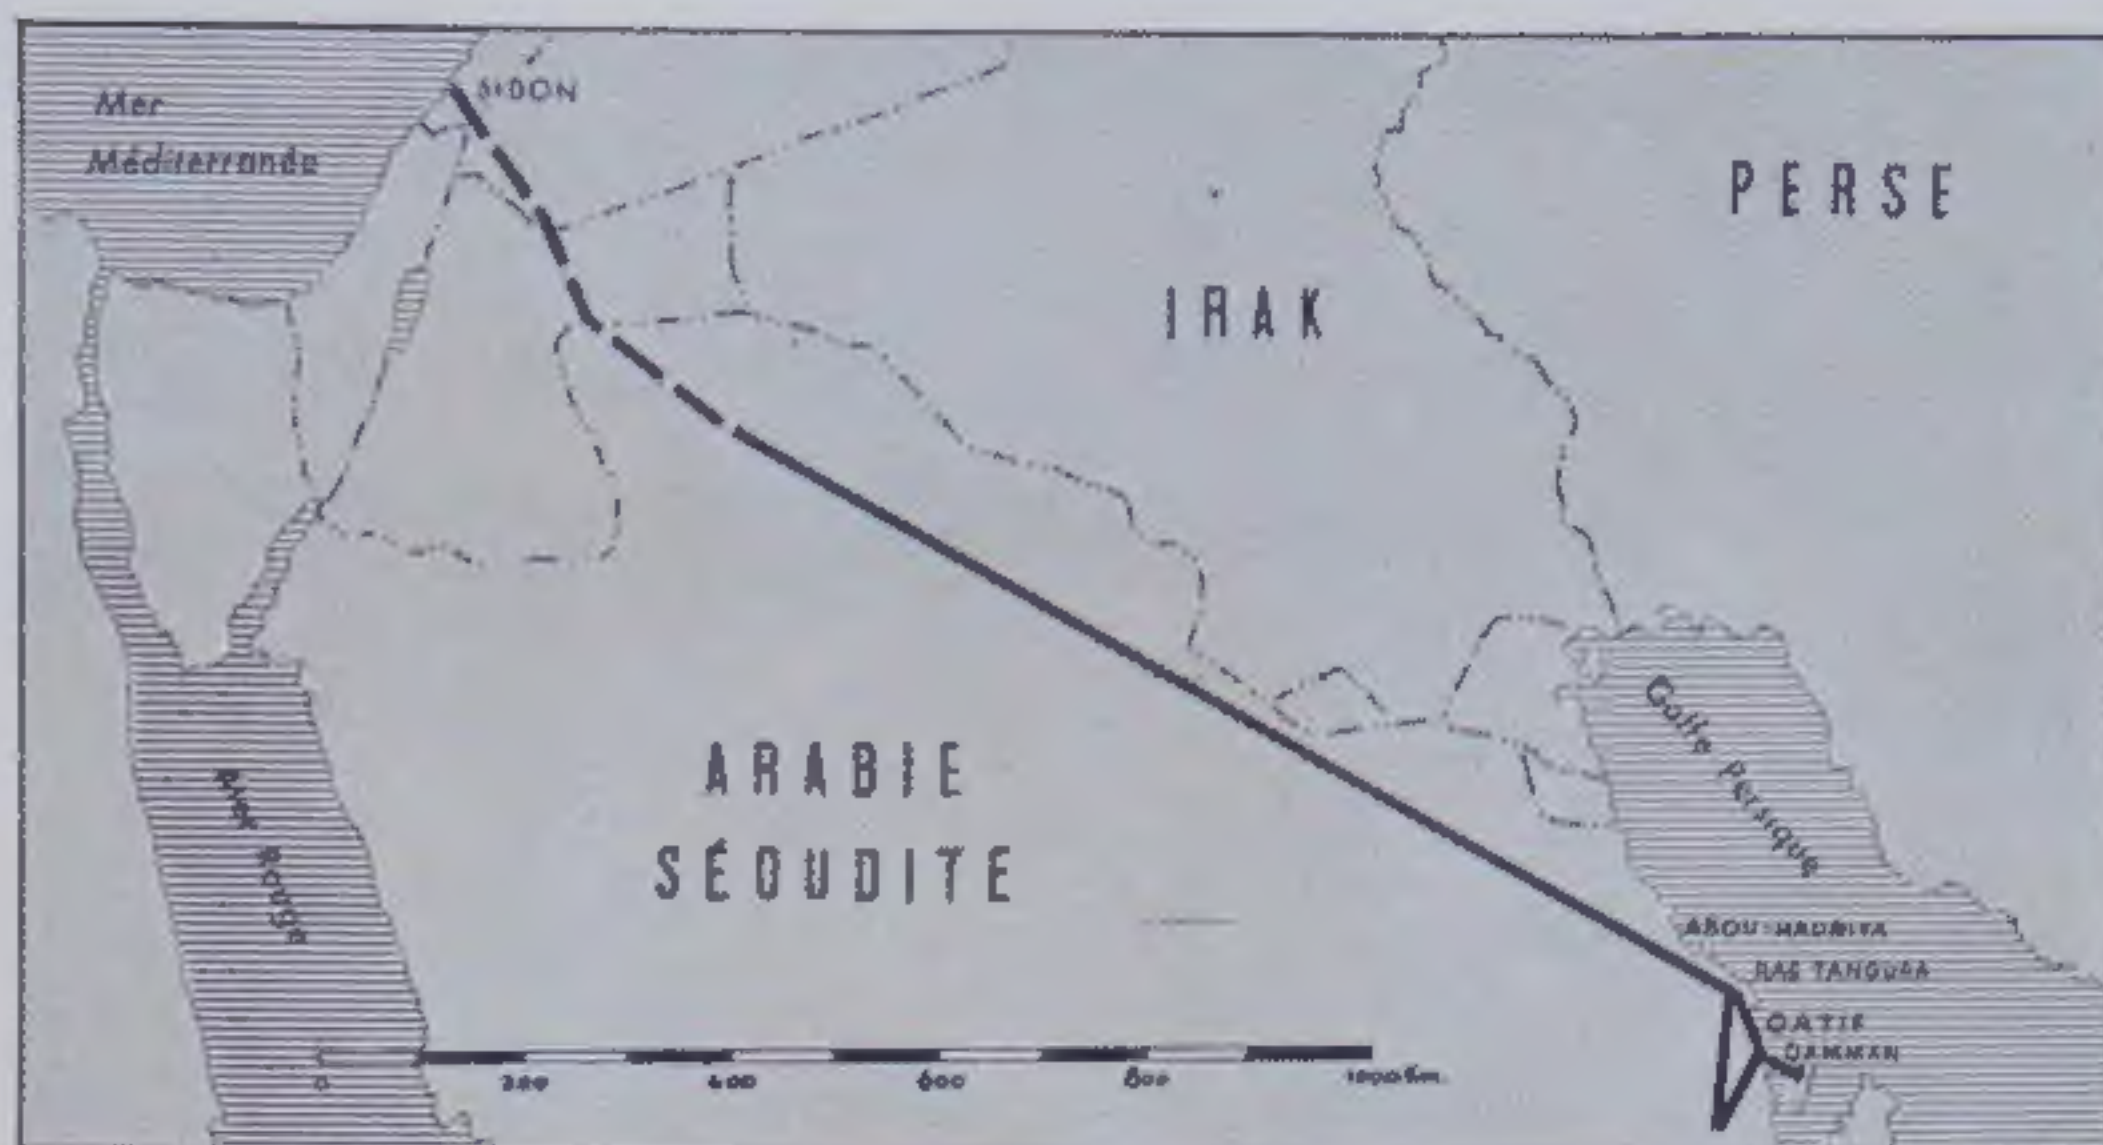 SIDON
Mer
Méditerranée
PERSE
IRAK
Golfe Persique
ARABIE
SÉOUDITE
Mer Rouge
ABOU-HADRIYA
RAS TANOURA
QATIF
DAMMAN
0 200 400 600 800 1000 km.